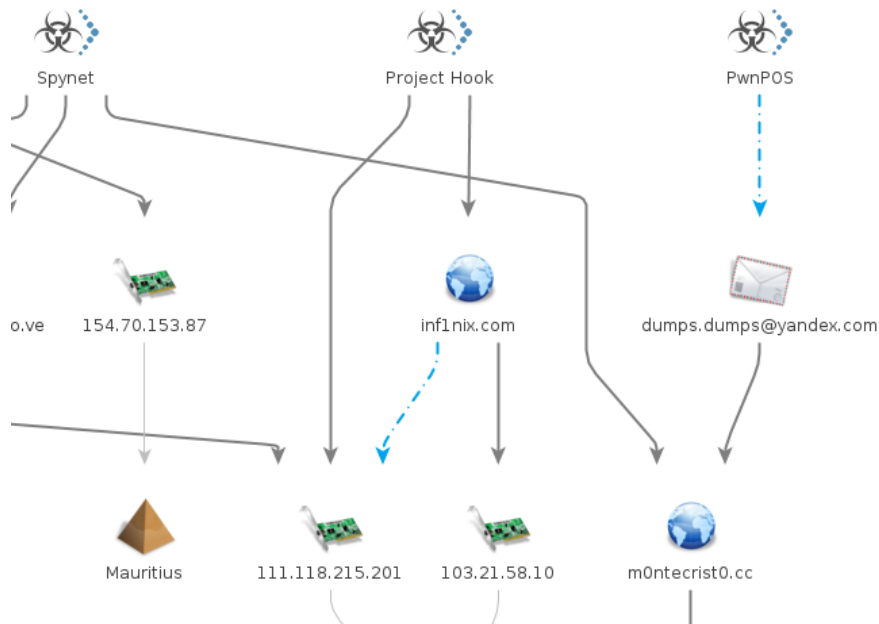 Spynet
Project Hook
PwnPOS
o.ve
154.70.153.87
inf1nix.com
dumps.dumps@yandex.com
Mauritius
111.118.215.201
103.21.58.10
m0ntecrist0.cc